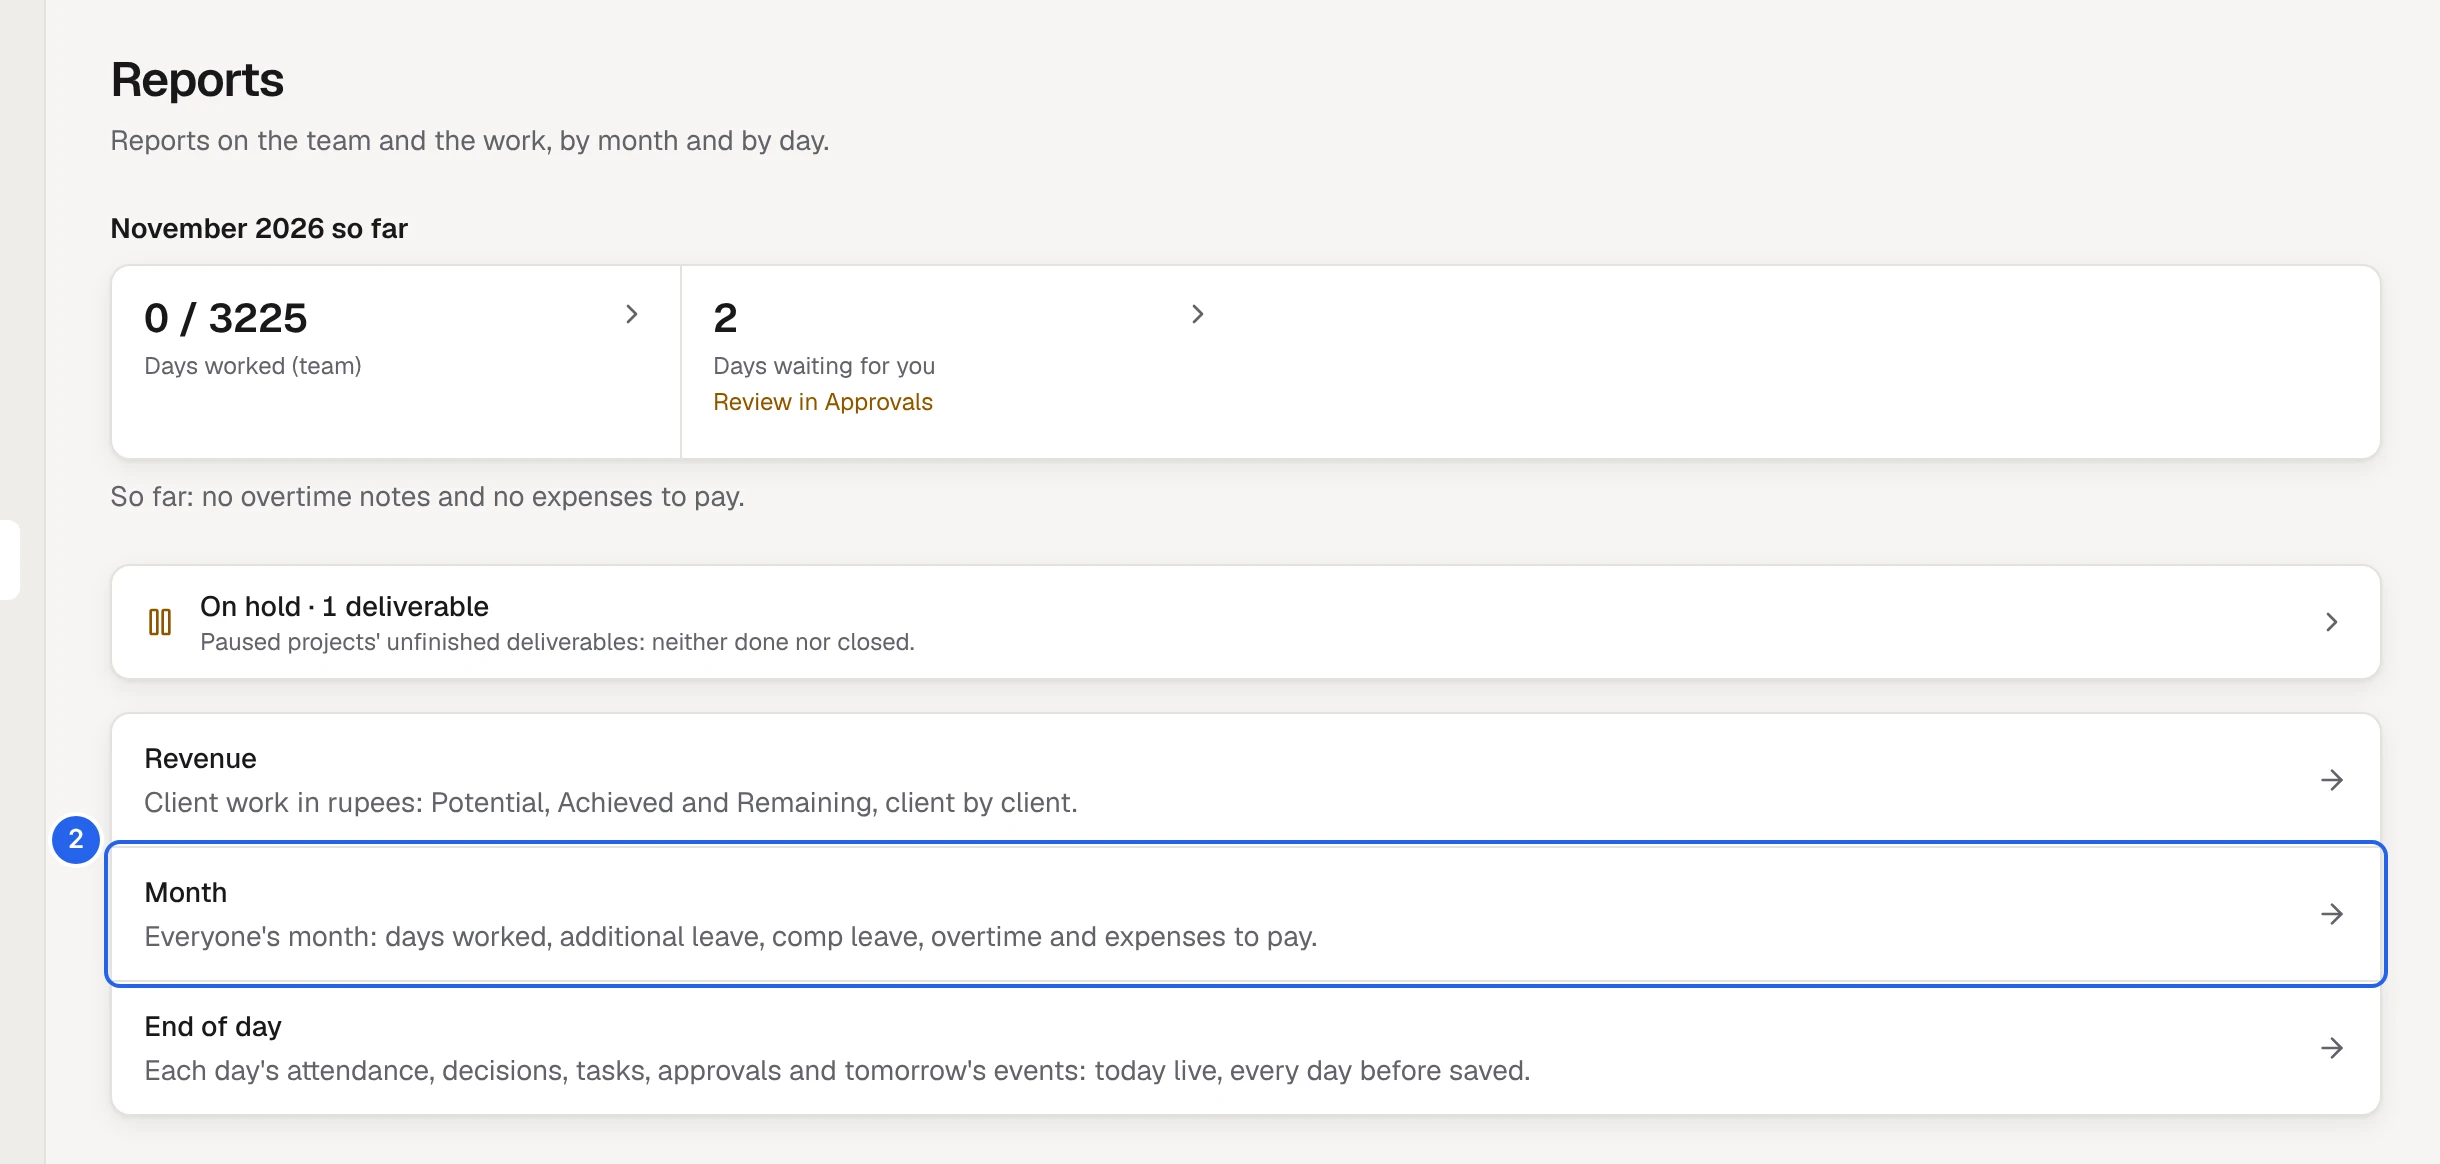 Reports
Reports on the team and the work, by month and by day.
November 2026 so far
0 / 3225
Days worked (team)
2
Days waiting for you
Review in Approvals
So far: no overtime notes and no expenses to pay.
On hold · 1 deliverable
Paused projects' unfinished deliverables: neither done nor closed.
Revenue
Client work in rupees: Potential, Achieved and Remaining, client by client.
2
Month
Everyone's month: days worked, additional leave, comp leave, overtime and expenses to pay.
End of day
Each day's attendance, decisions, tasks, approvals and tomorrow's events: today live, every day before saved.